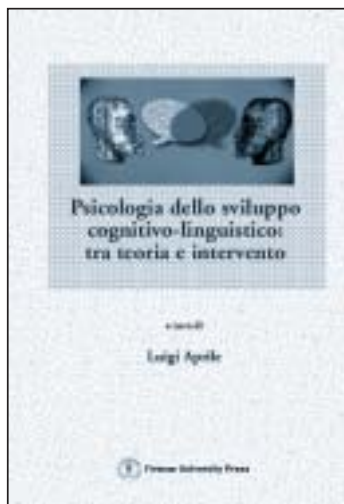 Psicologia dello sviluppo
cognitivo-linguistico:
tra teoria e intervento
a cura di
Luigi Aprile
Firenze University Press